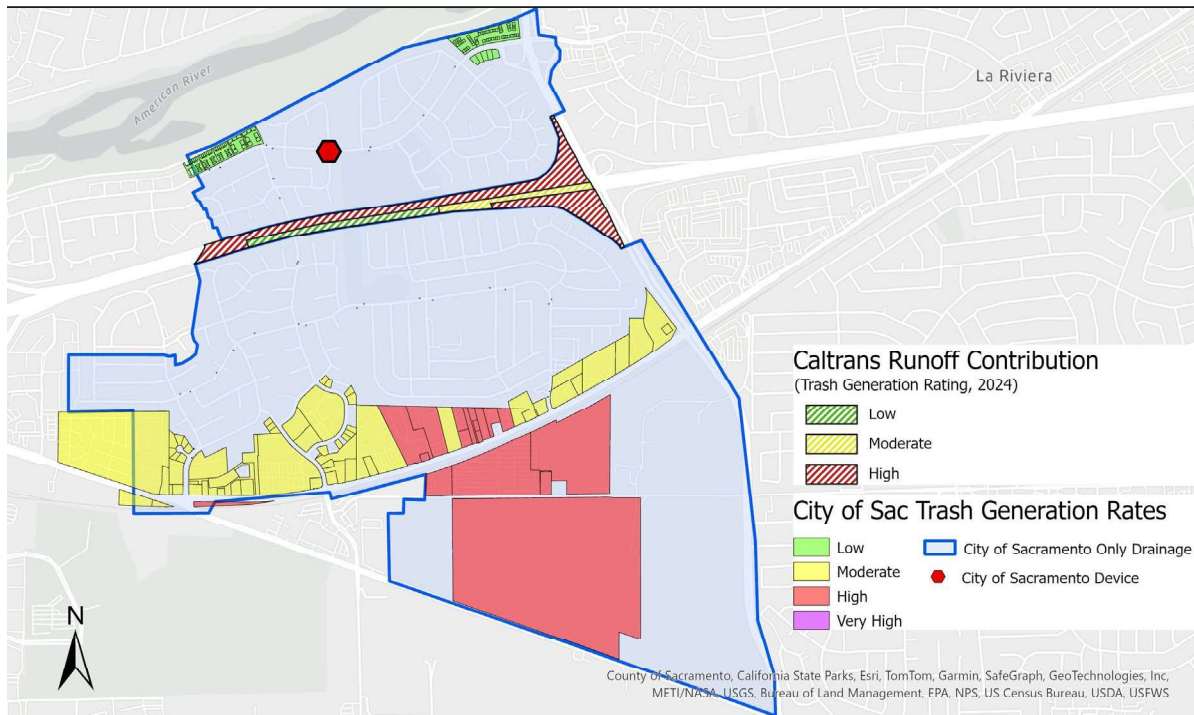 American River
La Riviera
Caltrans Runoff Contribution
(Trash Generation Rating, 2024)
Low
Moderate
High
City of Sac Trash Generation Rates
Low
Moderate
High
Very High
City of Sacramento Only Drainage
City of Sacramento Device
N
County of Sacramento, California State Parks, Esri, TomTom, Garmin, SafeGraph, GeoTechnologies, Inc,
METI/NASA, USGS, Bureau of Land Management, EPA, NPS, US Census Bureau, USDA, USFWS